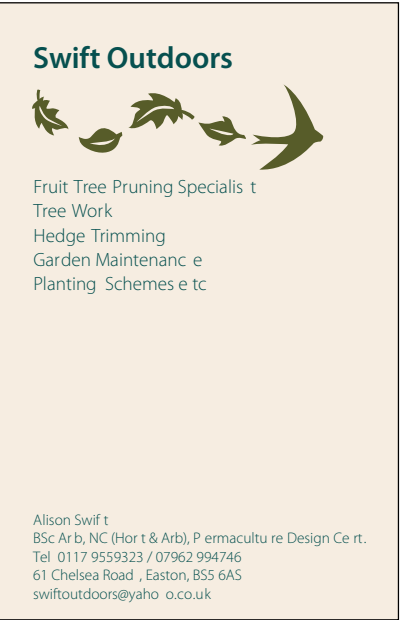 Swift Outdoors
Fruit Tree Pruning Specialis t
Tree Work
Hedge Trimming
Garden Maintenanc e
Planting Schemes e tc
Alison Swif t
BSc Ar b, NC (Hor t & Arb), P ermacultu re Design Ce rt.
Tel 0117 9559323 / 07962 994746
61 Chelsea Road , Easton, BS5 6AS
swiftoutdoors@yaho o.co.uk